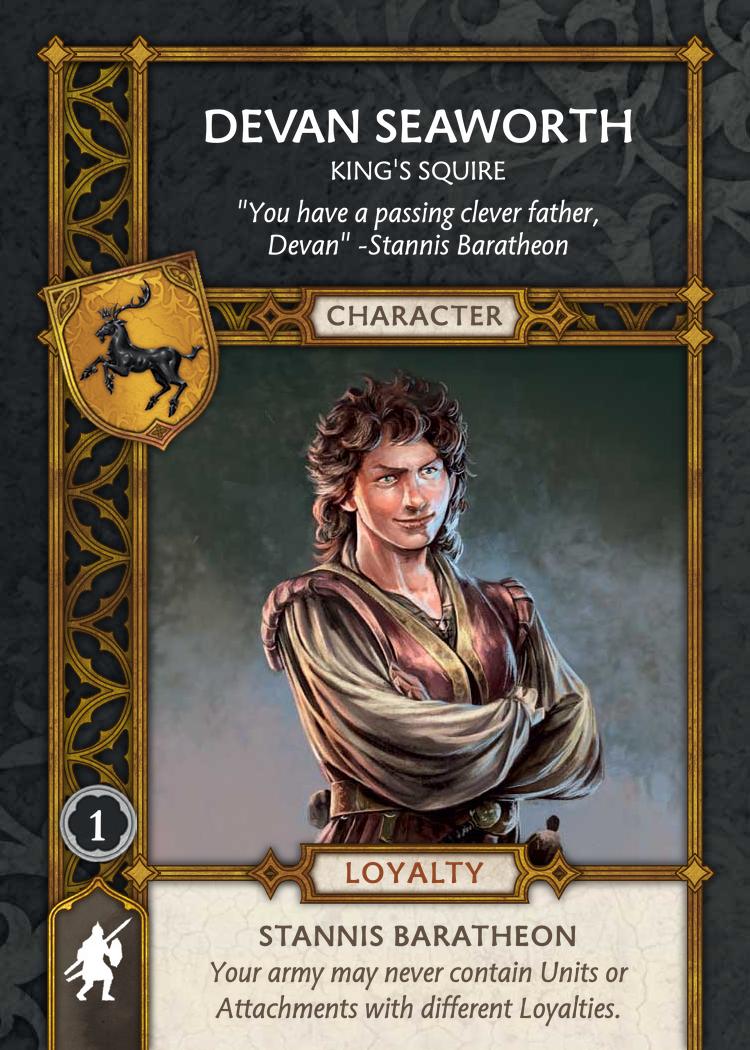 DEVAN SEAWORTH
KING'S SQUIRE
"You have a passing clever father,
Devan" -Stannis Baratheon
CHARACTER
1
LOYALTY
STANNIS BARATHEON
Your army may never contain Units or
Attachments with different Loyalties.